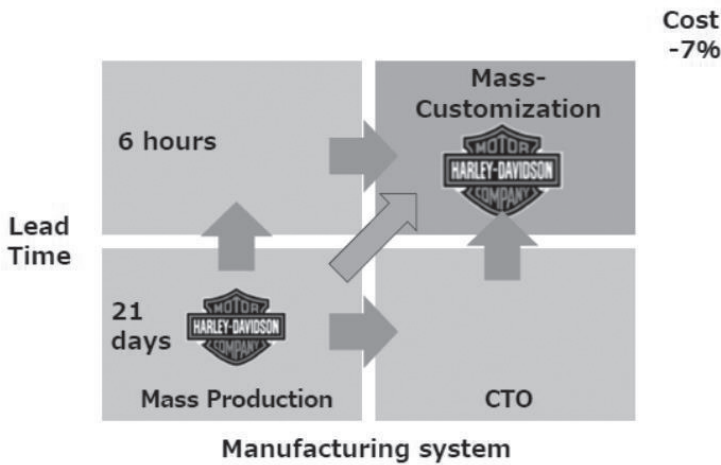 Cost
-7%
Mass-
Customization
6 hours
MOTOR
HARLEY-DAVIDSON
COMPANY
Lead
Time
21
days
MOTOR
HARLEY-DAVIDSON
COMPANY
Mass Production
CTO
Manufacturing system